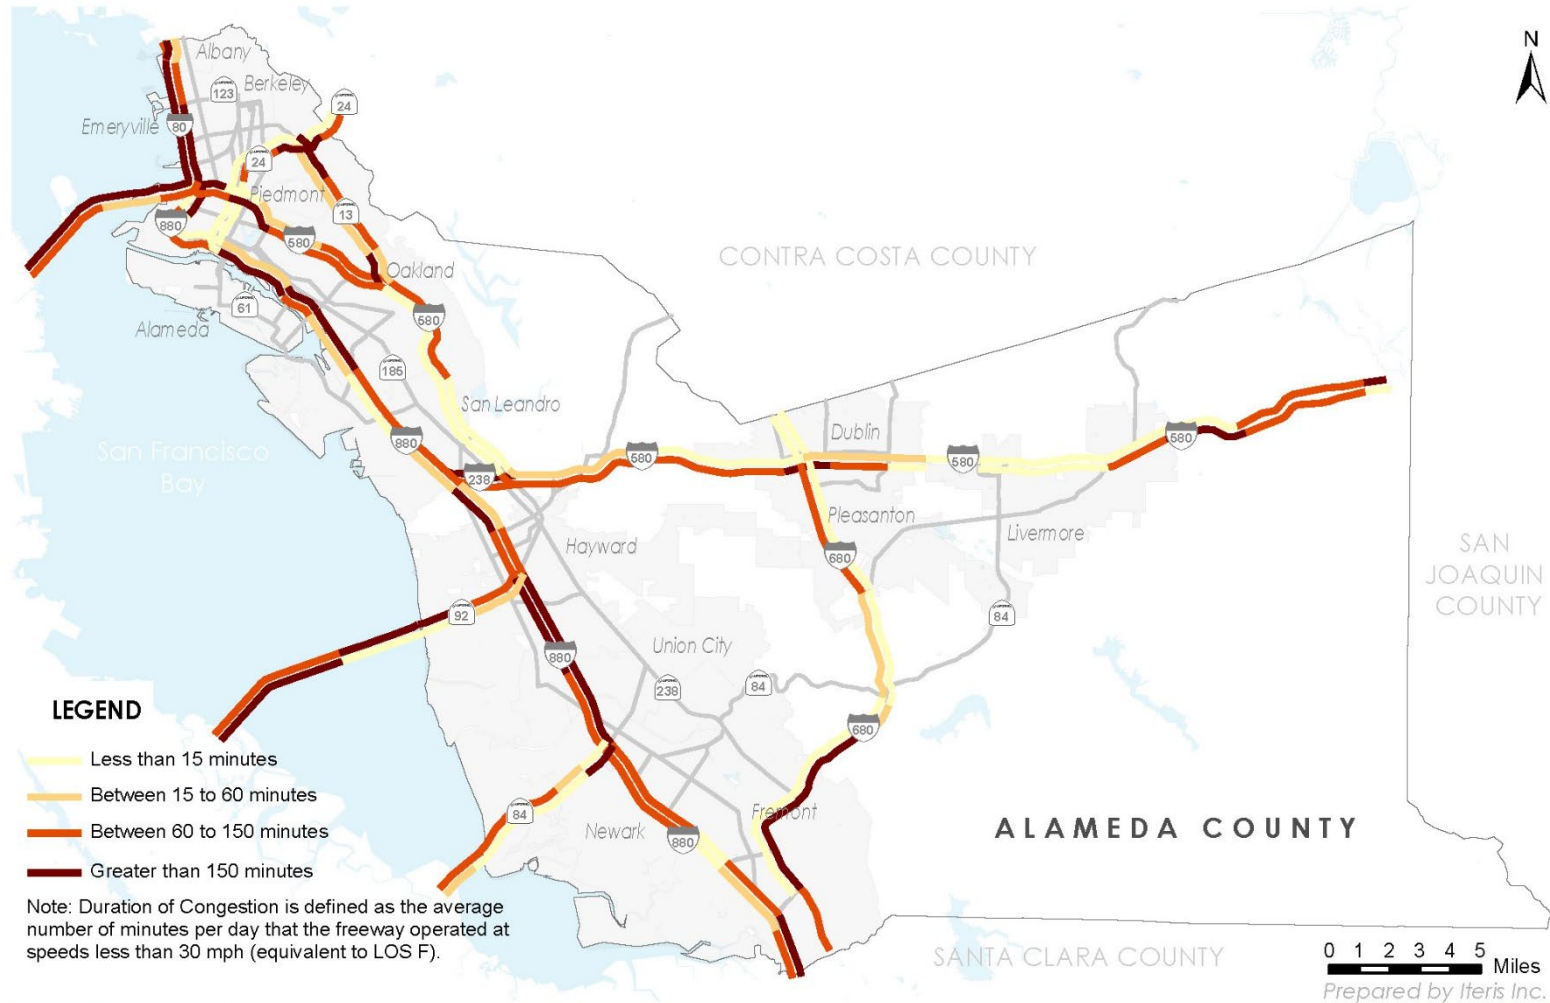 N
Albany
Berkeley
123
24
Emeryville
80
24
Piedmont
13
880
580
CONTRA COSTA COUNTY
Oakland
61
580
Alameda
185
San Leandro
Dublin
880
580
580
580
San Francisco
Bay
238
Pleasanton
Livermore
Hayward
SAN
JOAQUIN
COUNTY
680
92
84
880
Union City
238
84
LEGEND
680
Less than 15 minutes
Between 15 to 60 minutes
84
Fremont
Between 60 to 150 minutes
Newark
880
ALAMEDA COUNTY
Greater than 150 minutes
Note: Duration of Congestion is defined as the average
number of minutes per day that the freeway operated at
speeds less than 30 mph (equivalent to LOS F).
SANTA CLARA COUNTY
0 1 2 3 4 5
Miles
Prepared by Iteris Inc.